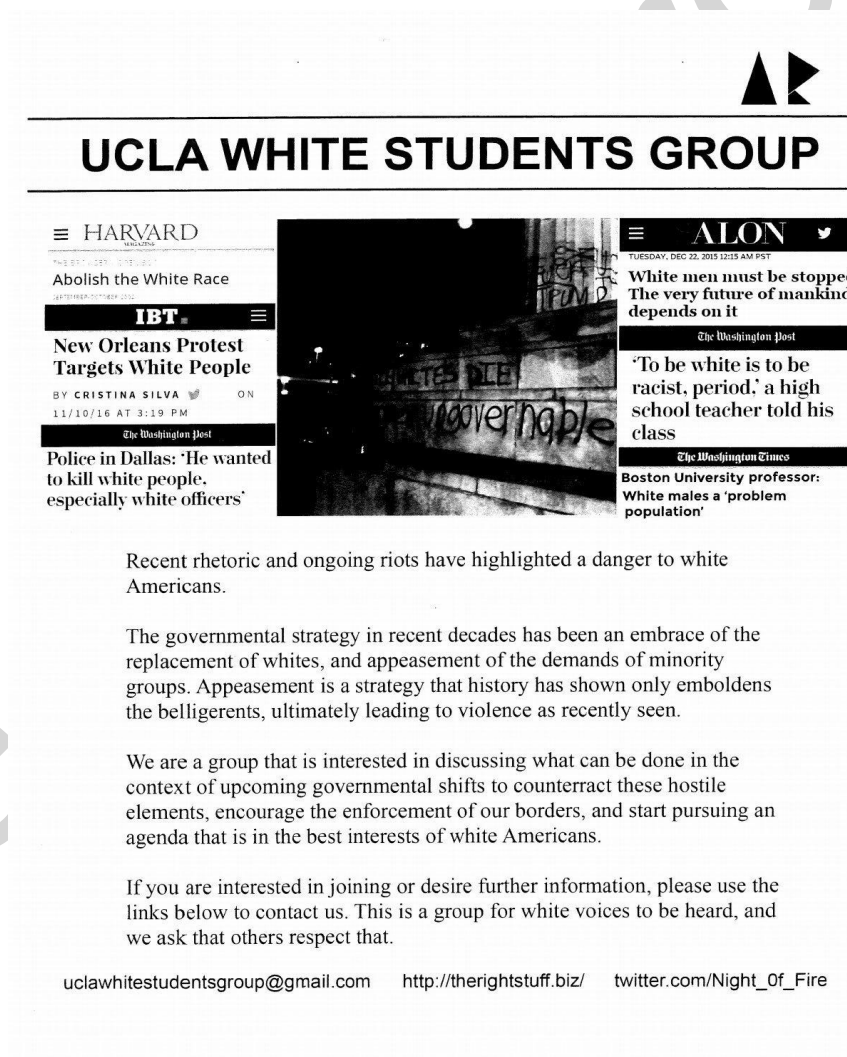 AR
UCLA WHITE STUDENTS GROUP
HARVARD
MAGAZINE
Abolish the White Race
SEPTEMBER-OCTOBER 2002
IBT
New Orleans Protest
Targets White People
BY CRISTINA SILVA ON
11/10/16 AT 3:19 PM
The Washington Post
Police in Dallas: 'He wanted
to kill white people,
especially white officers'
TRUMP
WHITES DIE
ungovernable
ALON
TUESDAY, DEC 22, 2015 12:15 AM PST
White men must be stoppe
The very future of mankind
depends on it
The Washington Post
'To be white is to be
racist, period,' a high
school teacher told his
class
The Washington Times
Boston University professor:
White males a 'problem
population'
Recent rhetoric and ongoing riots have highlighted a danger to white
Americans.
The governmental strategy in recent decades has been an embrace of the
replacement of whites, and appeasement of the demands of minority
groups. Appeasement is a strategy that history has shown only emboldens
the belligerents, ultimately leading to violence as recently seen.
We are a group that is interested in discussing what can be done in the
context of upcoming governmental shifts to counterract these hostile
elements, encourage the enforcement of our borders, and start pursuing an
agenda that is in the best interests of white Americans.
If you are interested in joining or desire further information, please use the
links below to contact us. This is a group for white voices to be heard, and
we ask that others respect that.
uclawhitestudentsgroup@gmail.com http://therightstuff.biz/ twitter.com/Night_0f_Fire